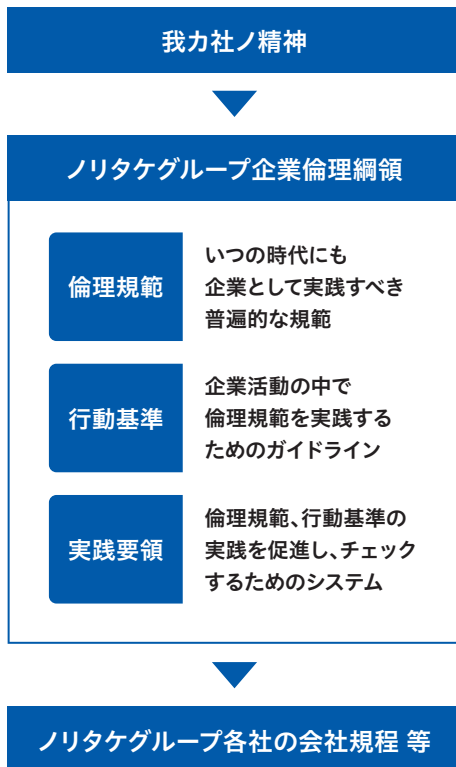 我カ社ノ精神
ノリタケグループ企業倫理綱領
倫理規範
いつの時代にも
企業として実践すべき
普遍的な規範
行動基準
企業活動の中で
倫理規範を実践する
ためのガイドライン
実践要領
倫理規範、行動基準の
実践を促進し、チェック
するためのシステム
ノリタケグループ各社の会社規程 等